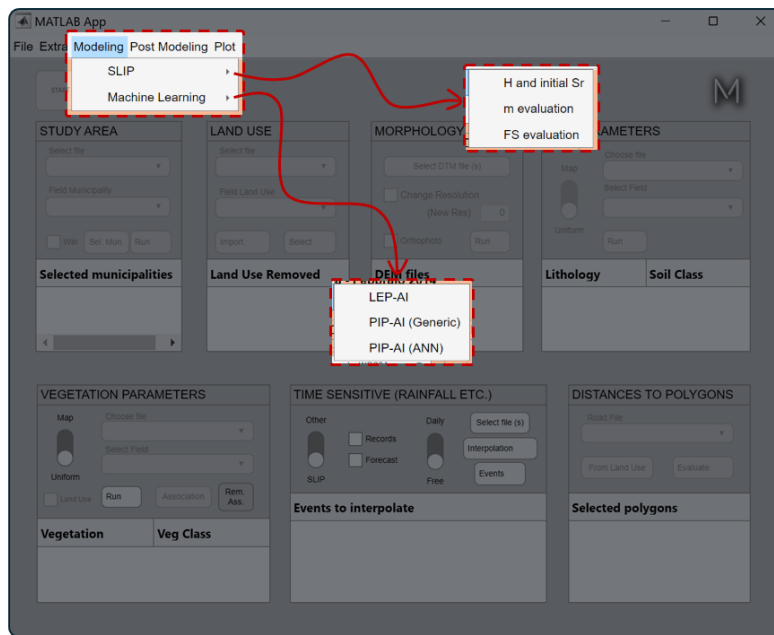 MATLAB App
File Extra Modeling Post Modeling Plot
SLIP
Machine Learning
H and initial Sr
m evaluation
FS evaluation
START
M
STUDY AREA
Select file
Field Municipality
Win Sel. Mun. Run
Selected municipalities
LAND USE
Select file
Field Land Use
Import Select
Land Use Removed
MORPHOLOGY
Select DTM file (s)
Change Resolution
(New Res) 0
Orthophoto Run
DEM files
Map
Uniform
Choose file
Select Field
Run
Lithology Soil Class
LEP-AI
PIP-AI (Generic)
PIP-AI (ANN)
VEGETATION PARAMETERS
Map
Uniform
Choose file
Select Field
Land Use Run Association Rem. Ass.
Vegetation Veg Class
TIME SENSITIVE (RAINFALL ETC.)
Other
SLIP
Records
Forecast
Daily
Free
Select file (s)
Interpolation
Events
Events to interpolate
DISTANCES TO POLYGONS
Road File
From Land Use Evaluate
Selected polygons